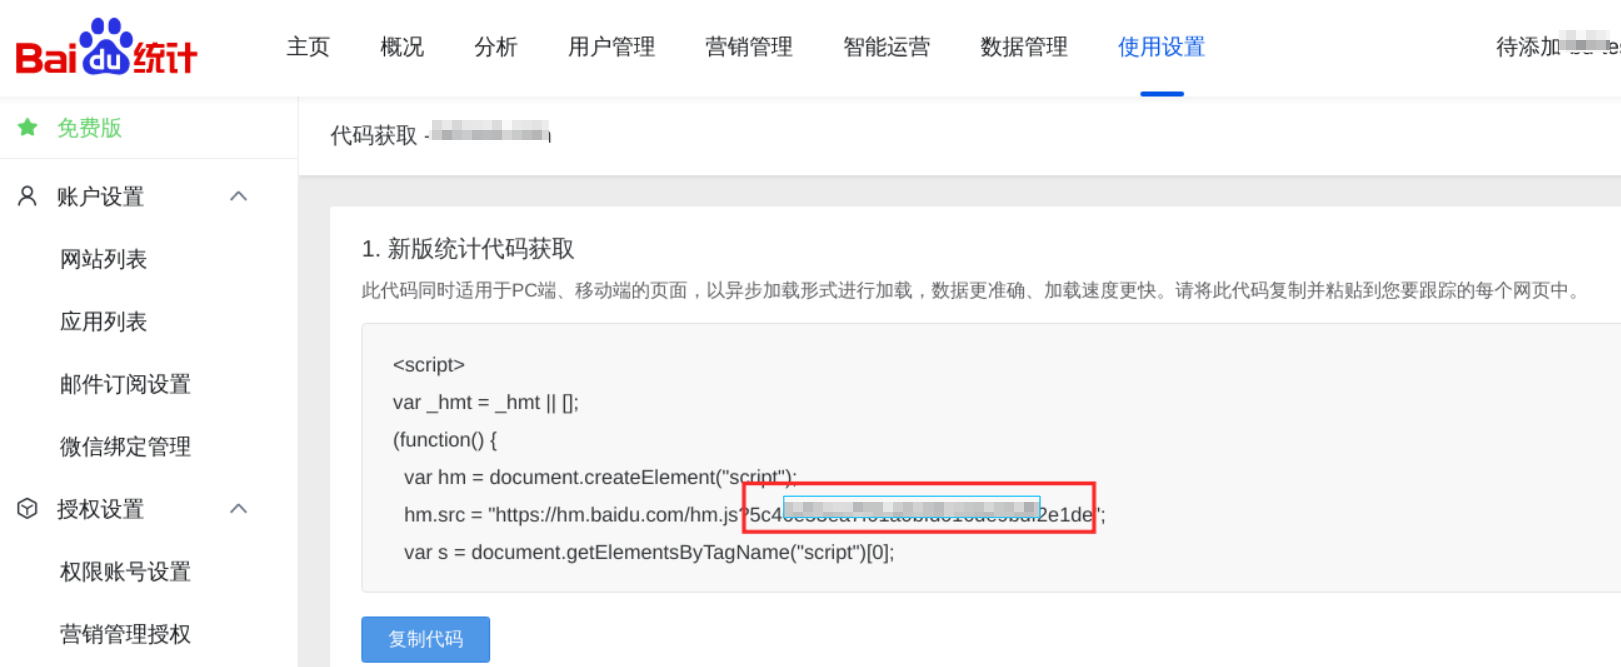 Bai du 统计
主页 概况 分析 用户管理 营销管理 智能运营 数据管理 使用设置 待添加
免费版
账户设置
网站列表
应用列表
邮件订阅设置
微信绑定管理
授权设置
权限账号设置
营销管理授权
代码获取 -
1. 新版统计代码获取
此代码同时适用于PC端、移动端的页面，以异步加载形式进行加载，数据更准确、加载速度更快。请将此代码复制并粘贴到您要跟踪的每个网页中。
<script>
var _hmt = _hmt || [];
(function() {
var hm = document.createElement("script");
hm.src = "https://hm.baidu.com/hm.js?5c4 2e1de";
var s = document.getElementsByTagName("script")[0];
复制代码